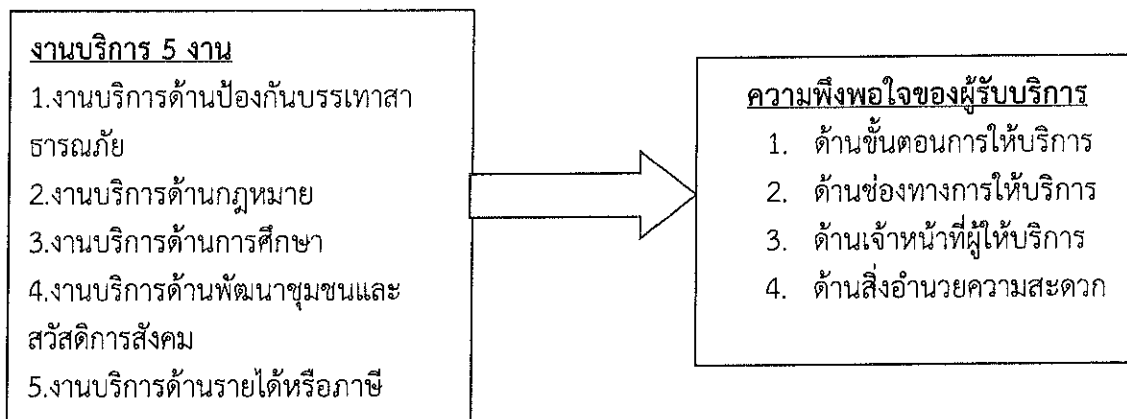 งานบริการ 5 งาน
1.งานบริการด้านป้องกันบรรเทาสา
ธารณภัย
2.งานบริการด้านกฎหมาย
3.งานบริการด้านการศึกษา
4.งานบริการด้านพัฒนาชุมชนและ
สวัสดิการสังคม
5.งานบริการด้านรายได้หรือภาษี
ความพึงพอใจของผู้รับบริการ
1. ด้านขั้นตอนการให้บริการ
2. ด้านช่องทางการให้บริการ
3. ด้านเจ้าหน้าที่ผู้ให้บริการ
4. ด้านสิ่งอำนวยความสะดวก